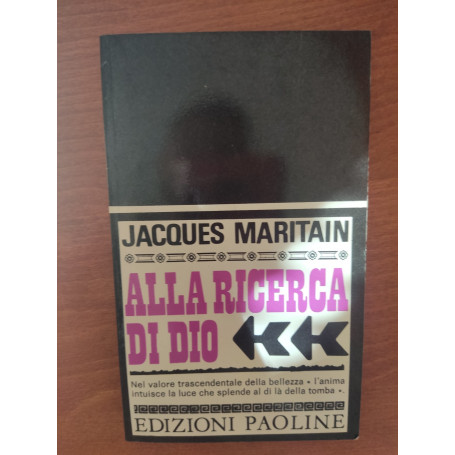 JACQUES MARITAIN
ALLA RICERCA
DI DIO
Nel valore trascendentale della bellezza « l'anima
intuisce la luce che splende al di là della tomba ».
EDIZIONI PAOLINE